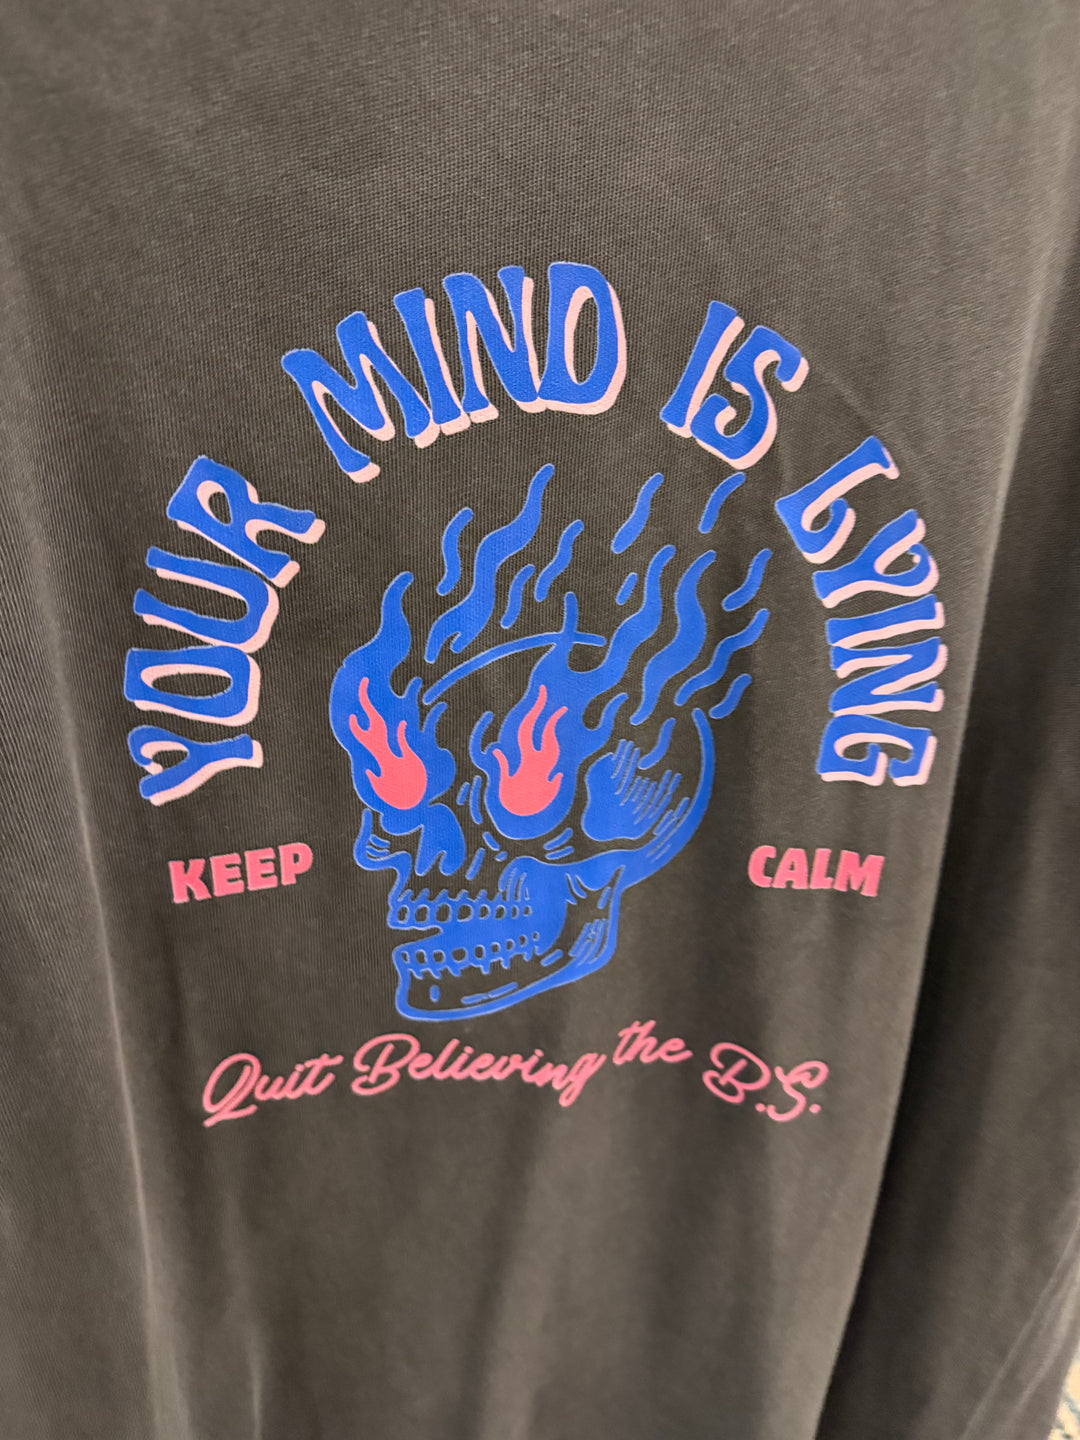 YOUR MIND IS LYING
KEEP CALM
Quit Believing the B.S.